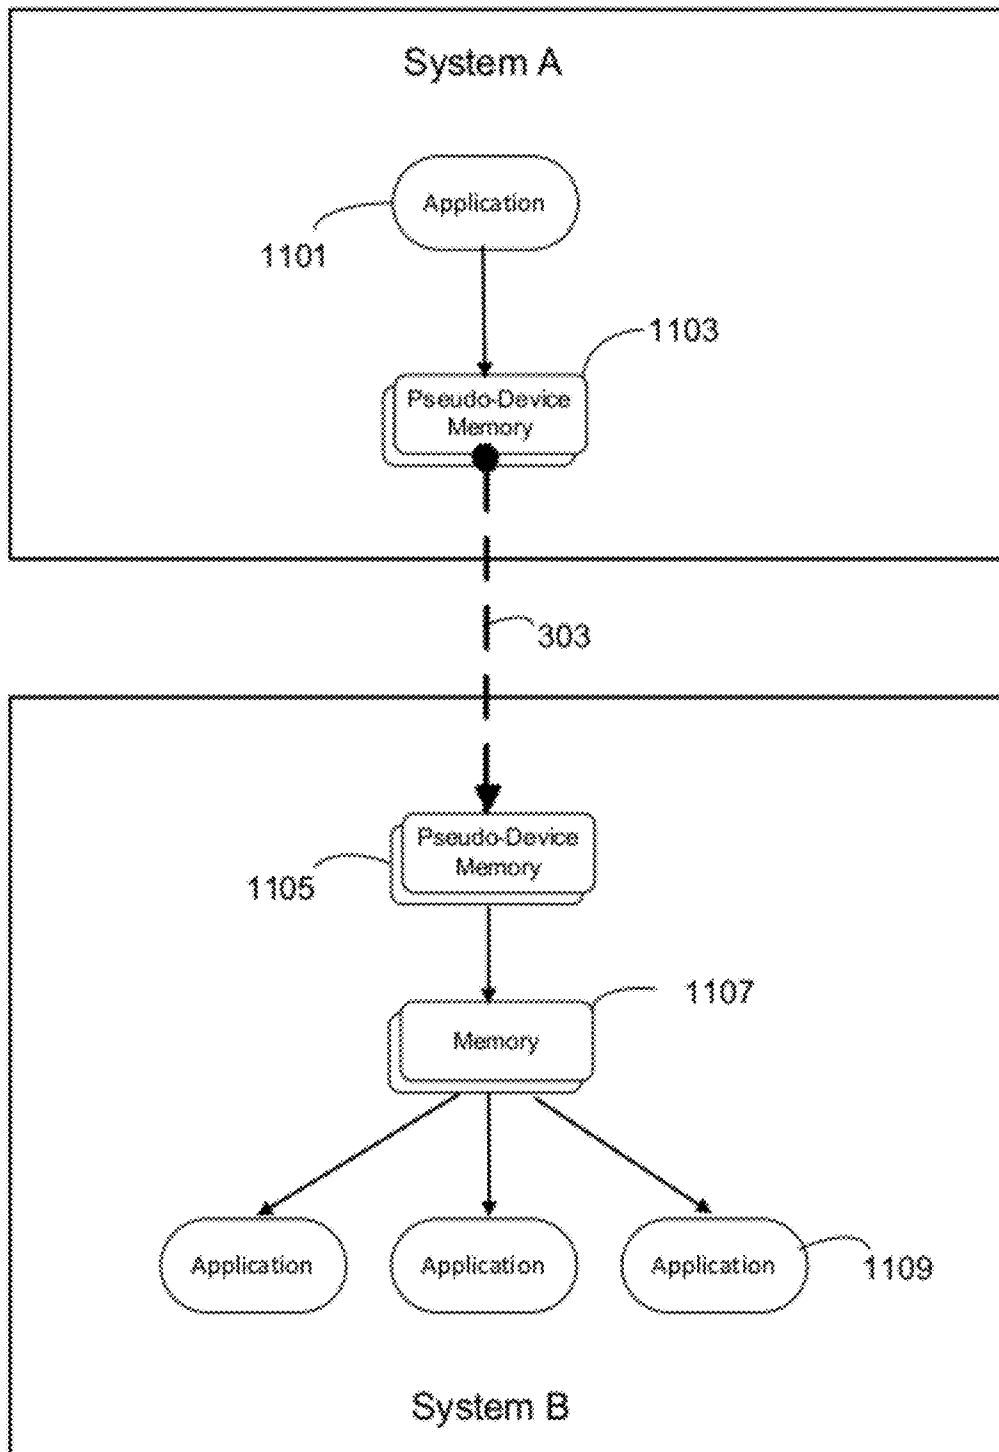 System A
Application
1101
1103
Pseudo-Device
Memory
303
Pseudo-Device
Memory
1105
1107
Memory
Application
Application
Application
1109
System B